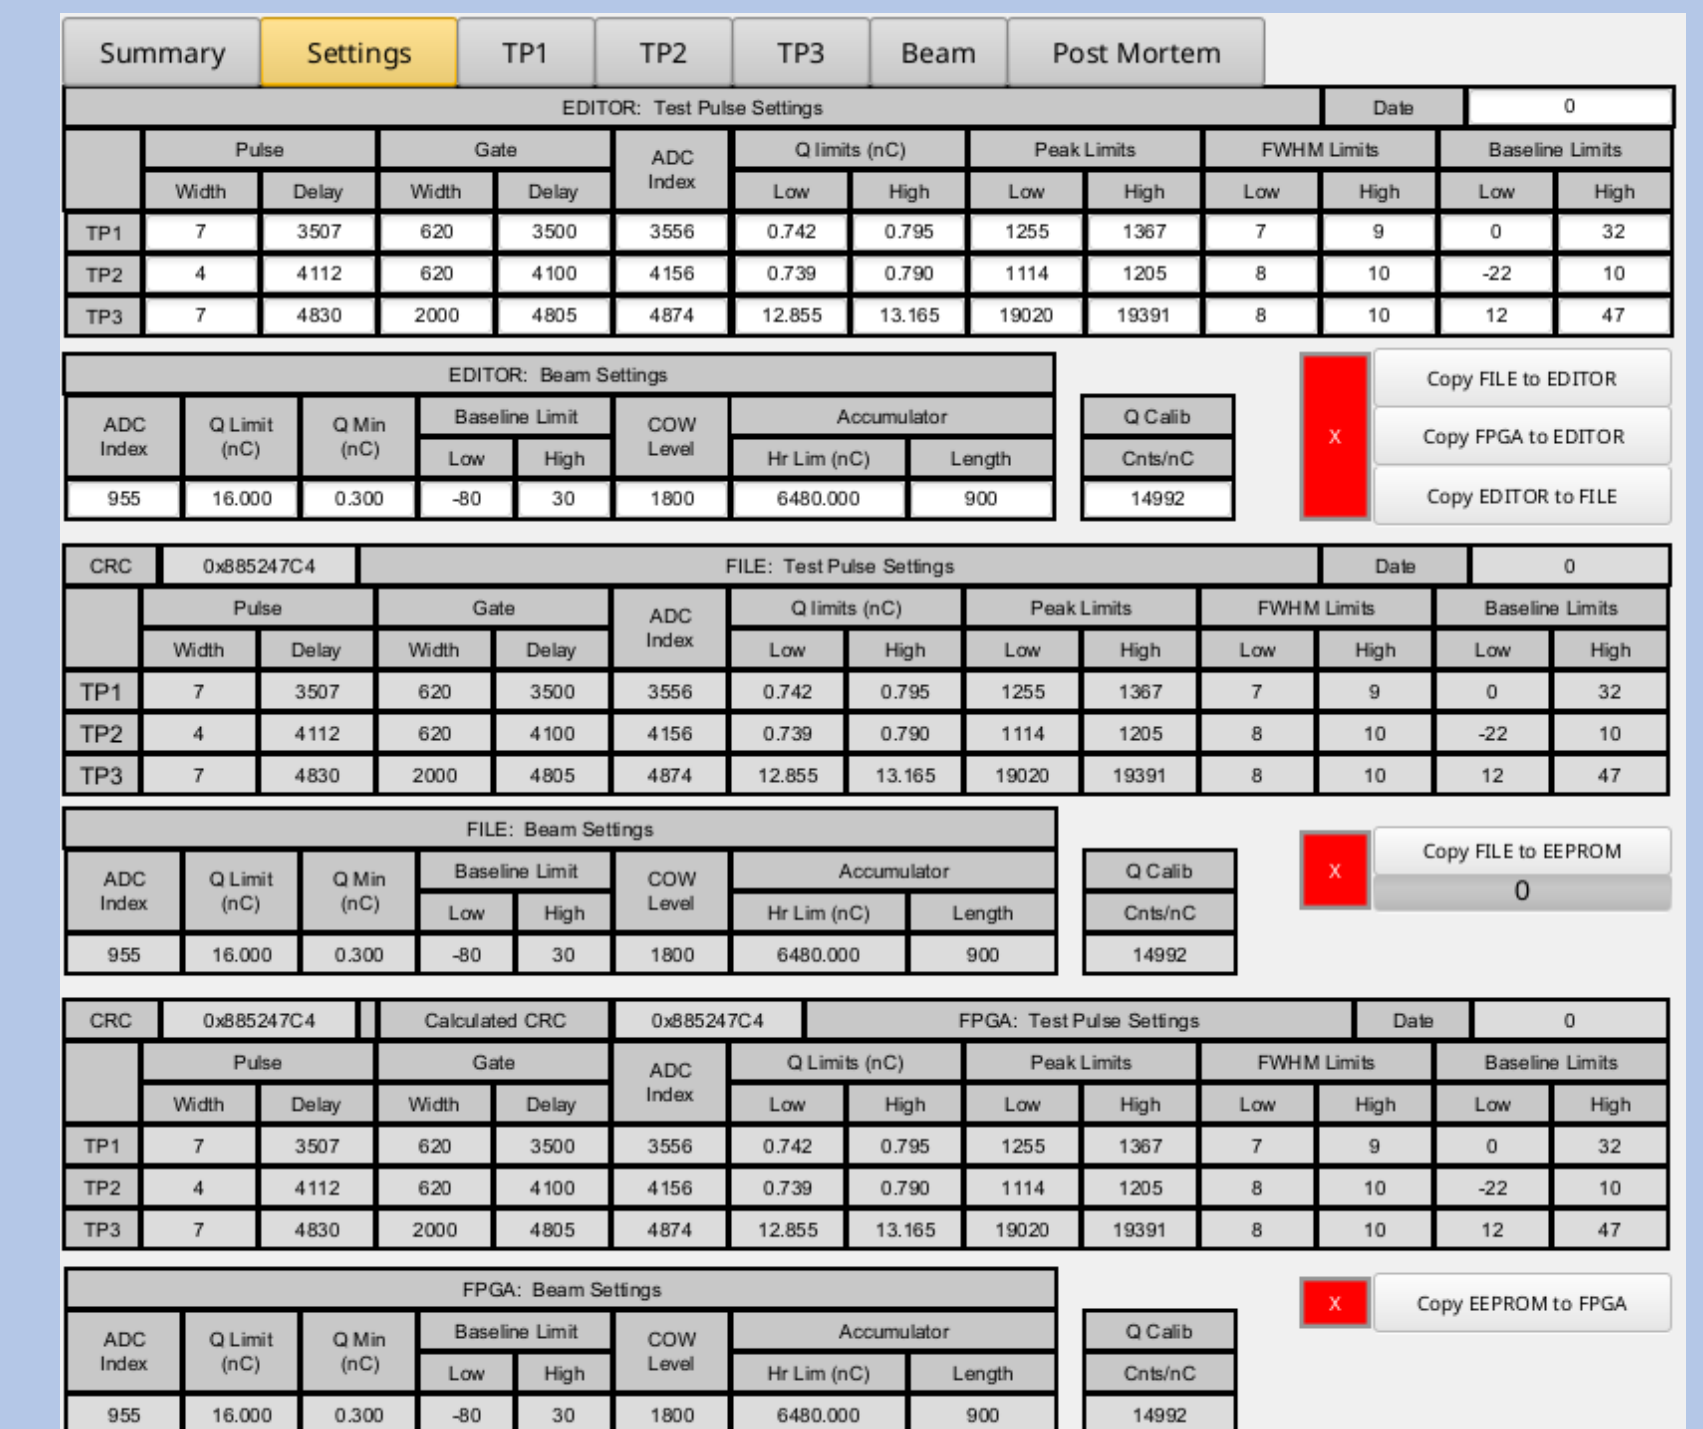 Summary Settings TP1 TP2 TP3 Beam Post Mortem
EDITOR: Test Pulse Settings Date 0
Pulse Gate ADC Index Q limits (nC) Peak Limits FWHM Limits Baseline Limits
Width Delay Width Delay Low High Low High Low High Low High
TP1 7 3507 620 3500 3556 0.742 0.795 1255 1367 7 9 0 32
TP2 4 4112 620 4100 4156 0.739 0.790 1114 1205 8 10 -22 10
TP3 7 4830 2000 4805 4874 12.855 13.165 19020 19391 8 10 12 47
EDITOR: Beam Settings
ADC Index Q Limit (nC) Q Min (nC) Baseline Limit COW Level Accumulator Q Calib
Low High Hr Lim (nC) Length Cnts/nC
955 16.000 0.300 -80 30 1800 6480.000 900 14992
X
Copy FILE to EDITOR
Copy FPGA to EDITOR
Copy EDITOR to FILE
CRC 0x885247C4 FILE: Test Pulse Settings Date 0
Pulse Gate ADC Index Q limits (nC) Peak Limits FWHM Limits Baseline Limits
Width Delay Width Delay Low High Low High Low High Low High
TP1 7 3507 620 3500 3556 0.742 0.795 1255 1367 7 9 0 32
TP2 4 4112 620 4100 4156 0.739 0.790 1114 1205 8 10 -22 10
TP3 7 4830 2000 4805 4874 12.855 13.165 19020 19391 8 10 12 47
FILE: Beam Settings
ADC Index Q Limit (nC) Q Min (nC) Baseline Limit COW Level Accumulator Q Calib
Low High Hr Lim (nC) Length Cnts/nC
955 16.000 0.300 -80 30 1800 6480.000 900 14992
X
Copy FILE to EEPROM
0
CRC 0x885247C4 Calculated CRC 0x885247C4 FPGA: Test Pulse Settings Date 0
Pulse Gate ADC Index Q Limits (nC) Peak Limits FWHM Limits Baseline Limits
Width Delay Width Delay Low High Low High Low High Low High
TP1 7 3507 620 3500 3556 0.742 0.795 1255 1367 7 9 0 32
TP2 4 4112 620 4100 4156 0.739 0.790 1114 1205 8 10 -22 10
TP3 7 4830 2000 4805 4874 12.855 13.165 19020 19391 8 10 12 47
FPGA: Beam Settings
ADC Index Q Limit (nC) Q Min (nC) Baseline Limit COW Level Accumulator Q Calib
Low High Hr Lim (nC) Length Cnts/nC
955 16.000 0.300 -80 30 1800 6480.000 900 14992
X
Copy EEPROM to FPGA